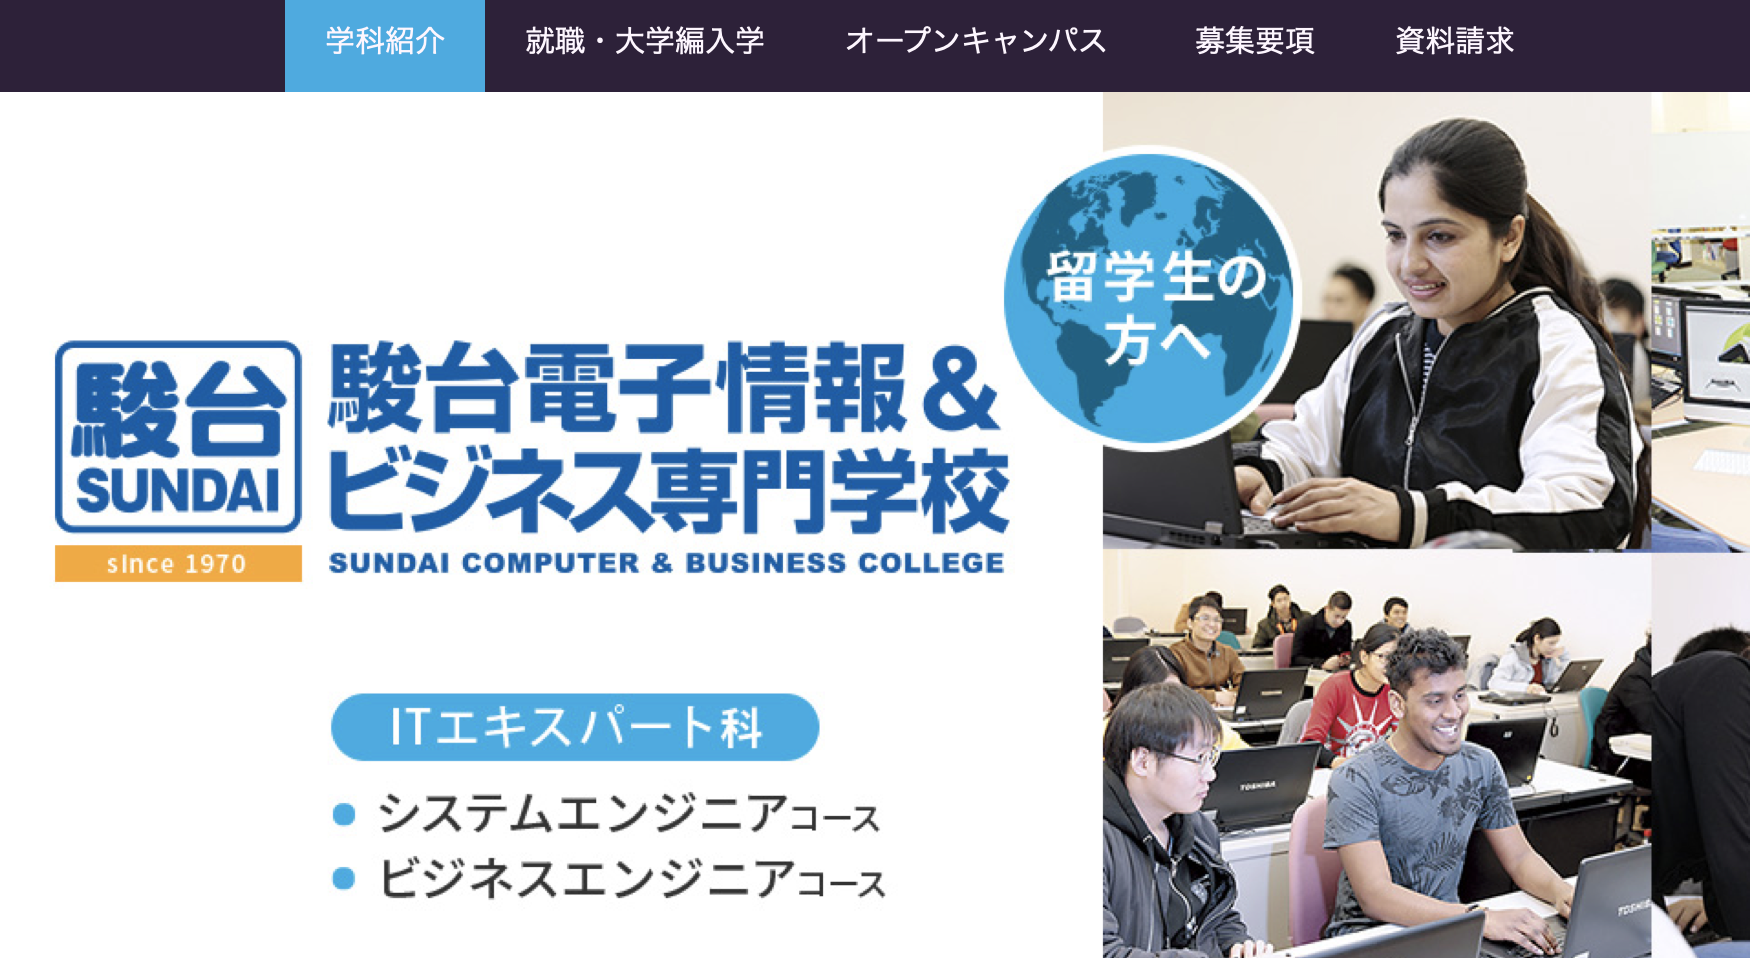 学科紹介
就職・大学編入学
オープンキャンパス
募集要項
資料請求
留学生の
方へ
駿台
SUNDAI
since 1970
駿台電子情報&
ビジネス専門学校
SUNDAI COMPUTER & BUSINESS COLLEGE
ITエキスパート科
システムエンジニアコース
ビジネスエンジニアコース
TOSHIBA
TOSHIBA